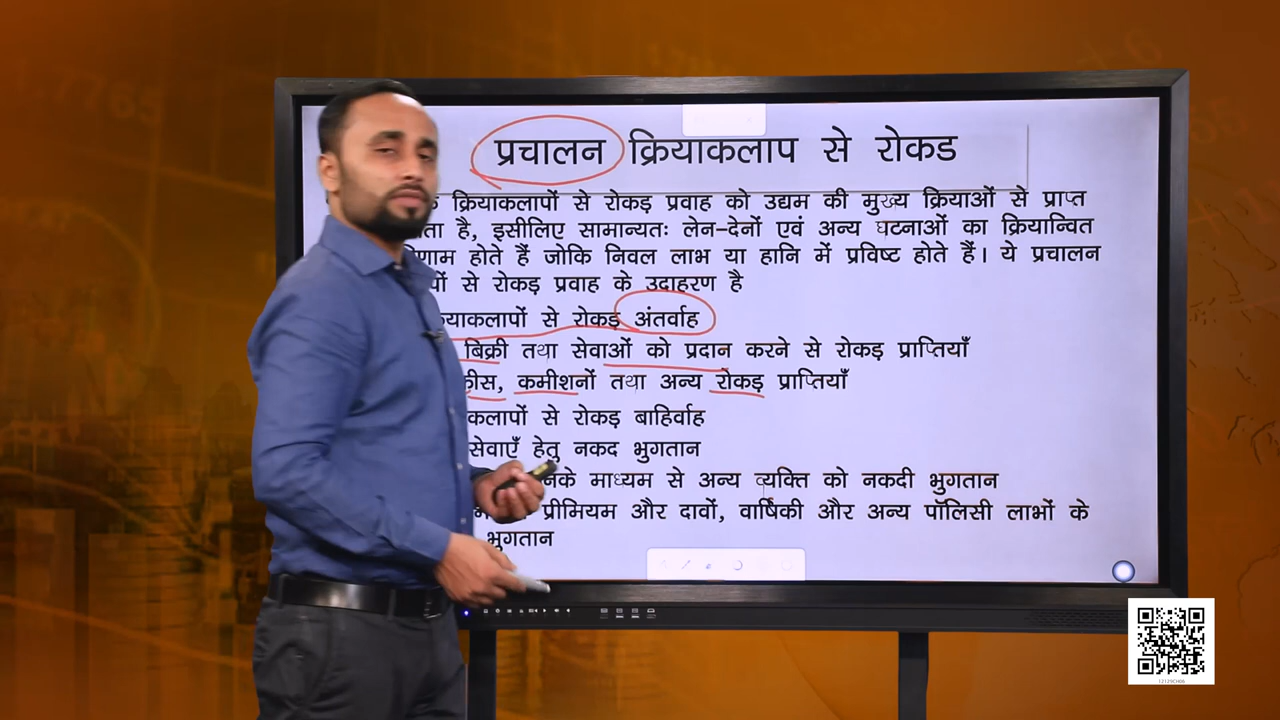 प्रचालन क्रियाकलाप से रोकड
क्रियाकलापों से रोकड़ प्रवाह को उद्यम की मुख्य क्रियाओं से प्राप्त
है, इसीलिए सामान्यतः लेन-देनों एवं अन्य घटनाओं का क्रियान्वित
होते हैं जोकि निवल लाभ या हानि में प्रविष्ट होते हैं। ये प्रचालन
से रोकड़ प्रवाह के उदाहरण है
से रोकड़ अंतर्वाह
बिक्री तथा सेवाओं को प्रदान करने से रोकड़ प्राप्तियाँ
कमीशनों तथा अन्य रोकड़ प्राप्तियाँ
से रोकड़ बाहिर्वाह
सेवाएँ हेतु नकद भुगतान
माध्यम से अन्य व्यक्ति को नकदी भुगतान
प्रीमियम और दावों, वार्षिकी और अन्य पॉलिसी लाभों के
भुगतान
12129CH06